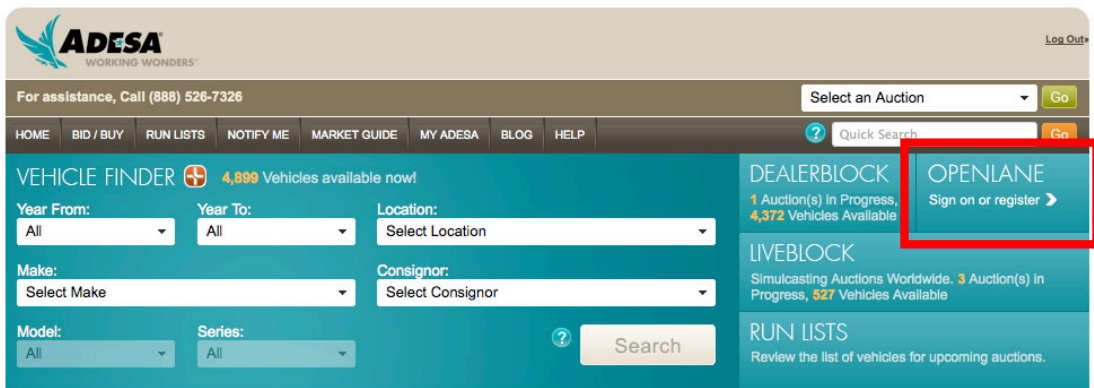 ADESA
WORKING WONDERS
Log Out»
For assistance, Call (888) 526-7326
Select an Auction
Go
HOME BID / BUY RUN LISTS NOTIFY ME MARKET GUIDE MY ADESA BLOG HELP
? Quick Search
Go
VEHICLE FINDER 4,899 Vehicles available now!
Year From:
All
Year To:
All
Location:
Select Location
Make:
Select Make
Consignor:
Select Consignor
Model:
All
Series:
All
? Search
DEALERBLOCK
1 Auction(s) in Progress,
4,372 Vehicles Available
OPENLANE
Sign on or register
LIVEBLOCK
Simulcasting Auctions Worldwide. 3 Auction(s) in
Progress, 527 Vehicles Available
RUN LISTS
Review the list of vehicles for upcoming auctions.